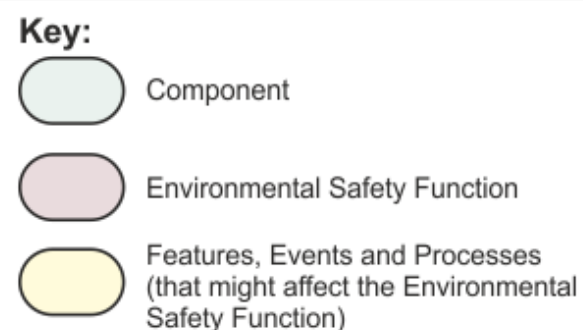 Key:
Component
Environmental Safety Function
Features, Events and Processes
(that might affect the Environmental
Safety Function)